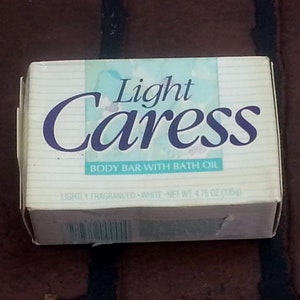 Light
Caress
BODY BAR WITH BATH OIL
LIGHTLY FRAGRANCED • WHITE • NET WT 4.75 OZ (135g)